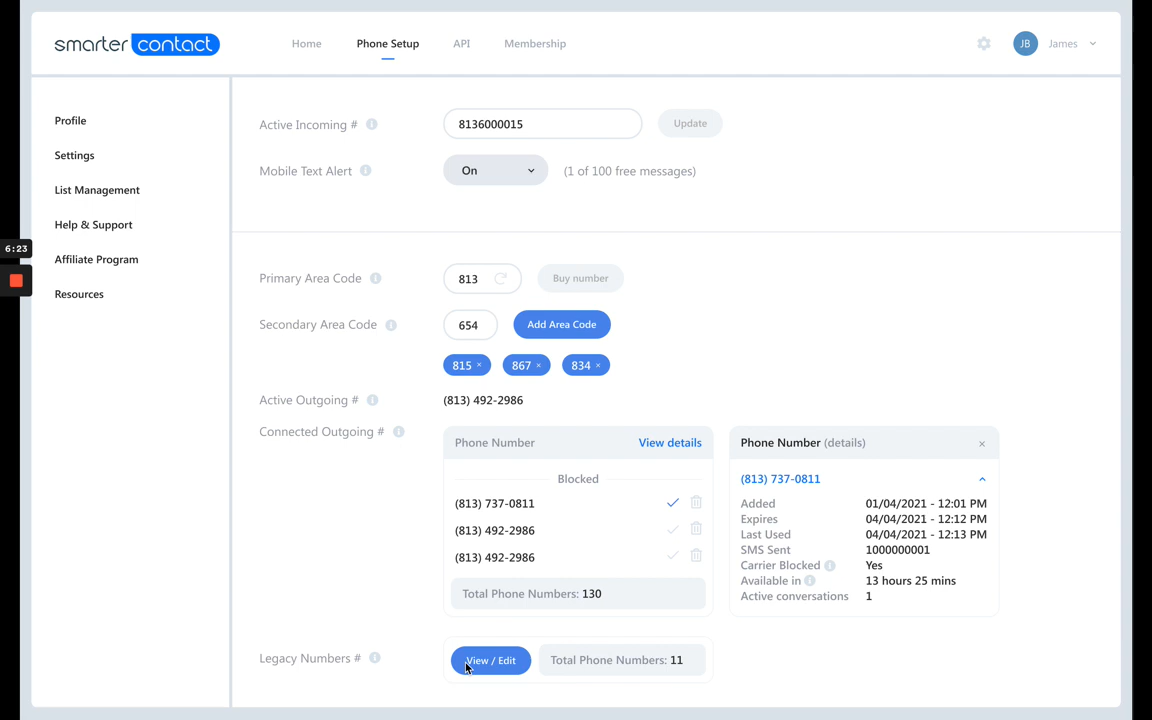 smarter contact
Home Phone Setup API Membership
JB James
Profile
Settings
List Management
Help & Support
Affiliate Program
Resources
6:23
Active Incoming # 8136000015 Update
Mobile Text Alert On (1 of 100 free messages)
Primary Area Code 813 Buy number
Secondary Area Code 654 Add Area Code
815 × 867 × 834 ×
Active Outgoing # (813) 492-2986
Connected Outgoing #
Phone Number View details
Blocked
(813) 737-0811
(813) 492-2986
(813) 492-2986
Total Phone Numbers: 130
Phone Number (details) ×
(813) 737-0811
Added 01/04/2021 - 12:01 PM
Expires 04/04/2021 - 12:12 PM
Last Used 04/04/2021 - 12:13 PM
SMS Sent 1000000001
Carrier Blocked Yes
Available in 13 hours 25 mins
Active conversations 1
Legacy Numbers # View / Edit Total Phone Numbers: 11